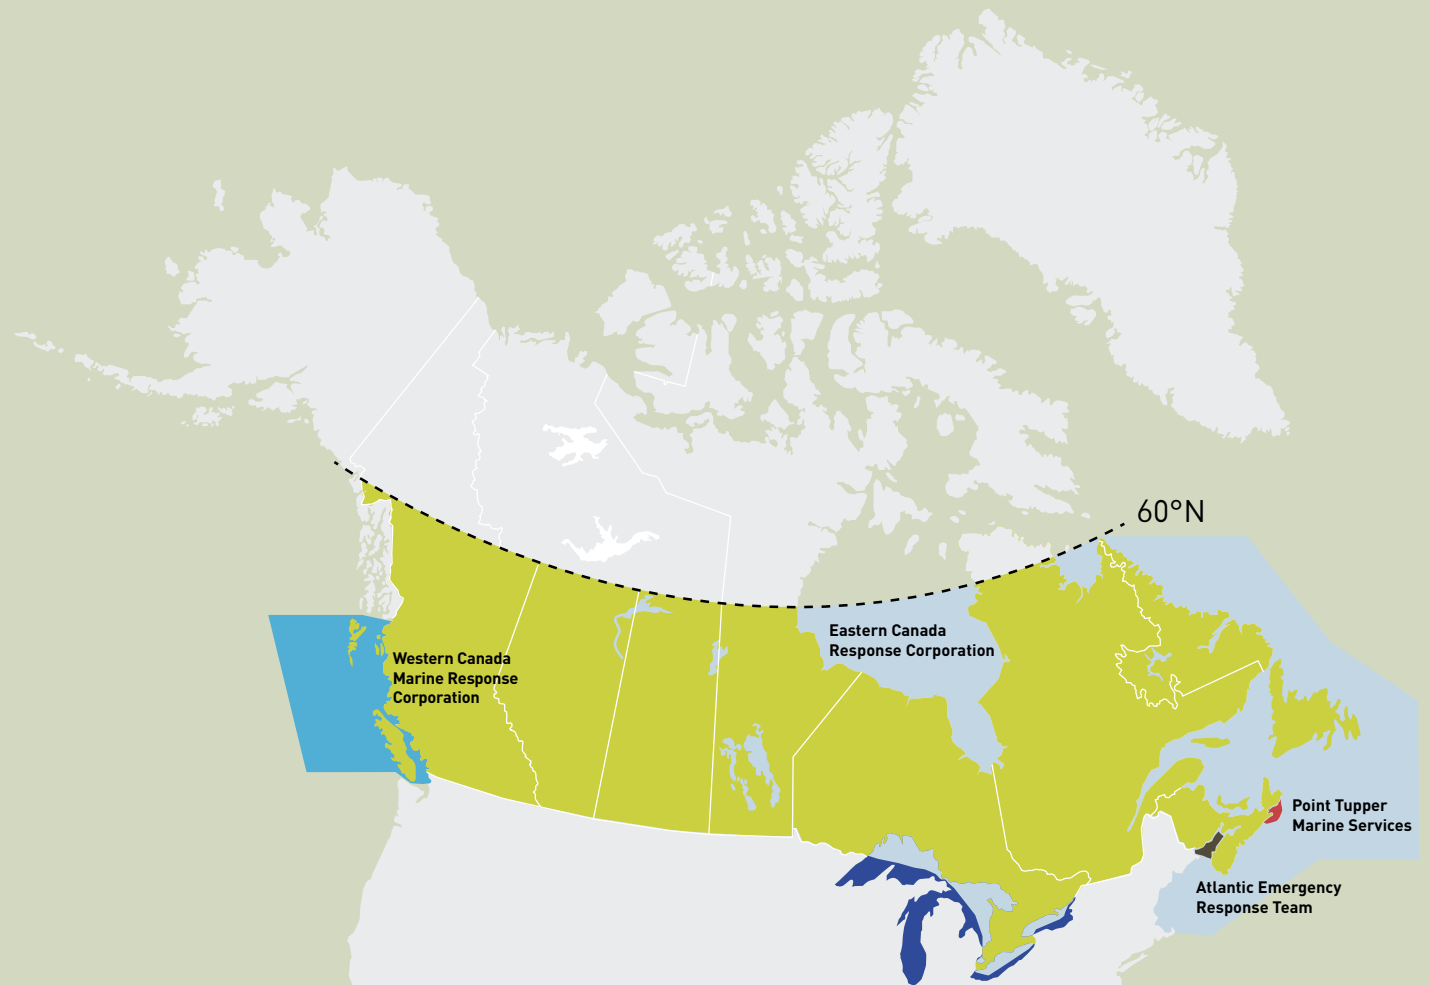 60°N
Eastern Canada
Response Corporation
Western Canada
Marine Response
Corporation
Point Tupper
Marine Services
Atlantic Emergency
Response Team